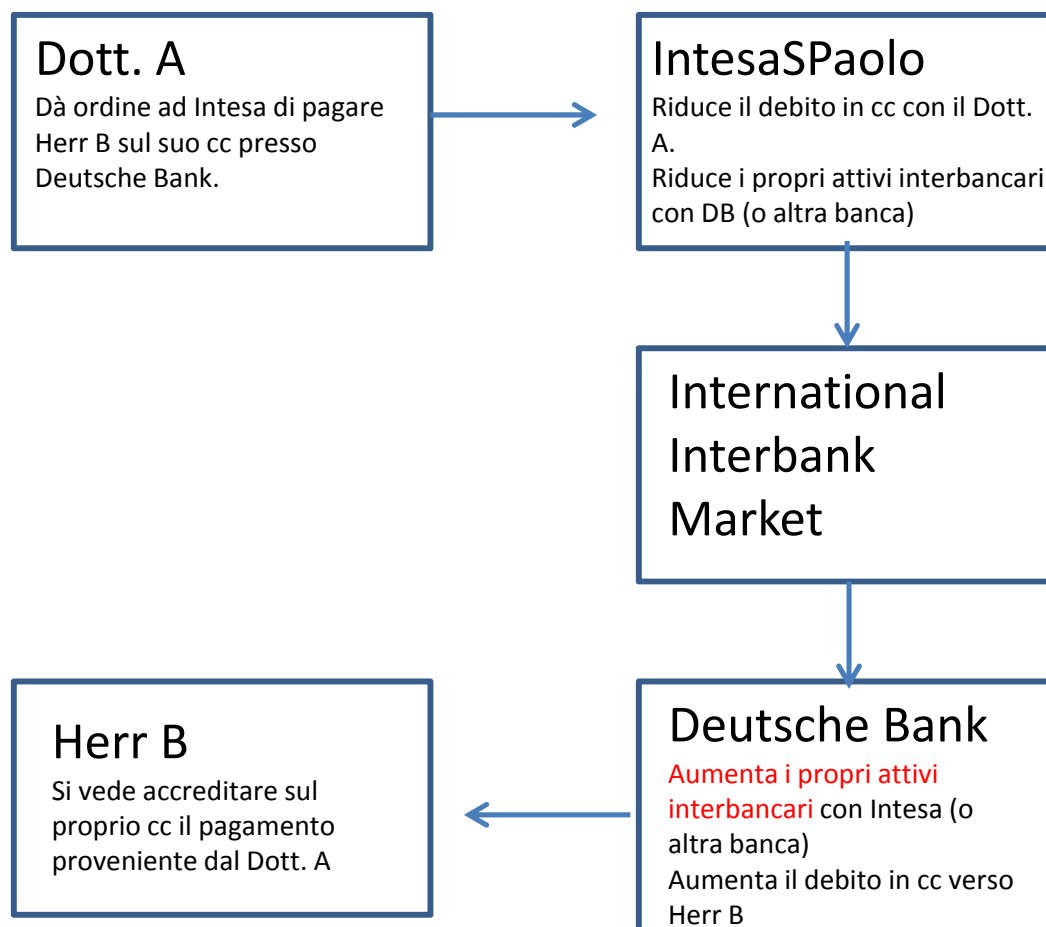 Dott. A
Dà ordine ad Intesa di pagare
Herr B sul suo cc presso
Deutsche Bank.
IntesaSPaolo
Riduce il debito in cc con il Dott.
A.
Riduce i propri attivi interbancari
con DB (o altra banca)
International
Interbank
Market
Deutsche Bank
Aumenta i propri attivi
interbancari con Intesa (o
altra banca)
Aumenta il debito in cc verso
Herr B
Herr B
Si vede accreditare sul
proprio cc il pagamento
proveniente dal Dott. A